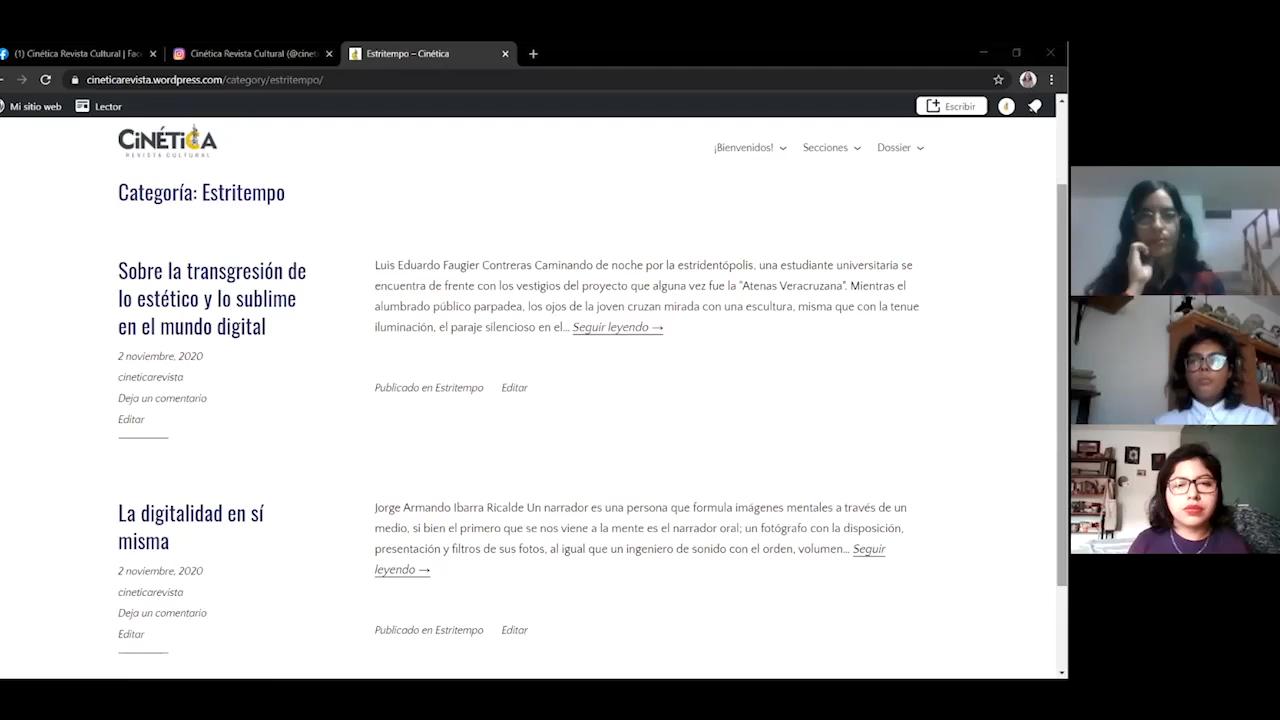 (1) Cinética Revista Cultural | Fac
Cinética Revista Cultural (@cinet
Estritempo – Cinética
cineticarevista.wordpress.com/category/estritempo/
Mi sitio web
Lector
Escribir
CiNÉTiCA
REVISTA CULTURAL
¡Bienvenidos!
Secciones
Dossier
Categoría: Estritempo
Sobre la transgresión de
lo estético y lo sublime
en el mundo digital
2 noviembre, 2020
cineticarevista
Deja un comentario
Editar
Luis Eduardo Faugier Contreras Caminando de noche por la estridentópolis, una estudiante universitaria se
encuentra de frente con los vestigios del proyecto que alguna vez fue la "Atenas Veracruzana". Mientras el
alumbrado público parpadea, los ojos de la joven cruzan mirada con una escultura, misma que con la tenue
iluminación, el paraje silencioso en el... Seguir leyendo →
Publicado en Estritempo Editar
La digitalidad en sí
misma
2 noviembre, 2020
cineticarevista
Deja un comentario
Editar
Jorge Armando Ibarra Ricalde Un narrador es una persona que formula imágenes mentales a través de un
medio, si bien el primero que se nos viene a la mente es el narrador oral; un fotógrafo con la disposición,
presentación y filtros de sus fotos, al igual que un ingeniero de sonido con el orden, volumen... Seguir
leyendo →
Publicado en Estritempo Editar